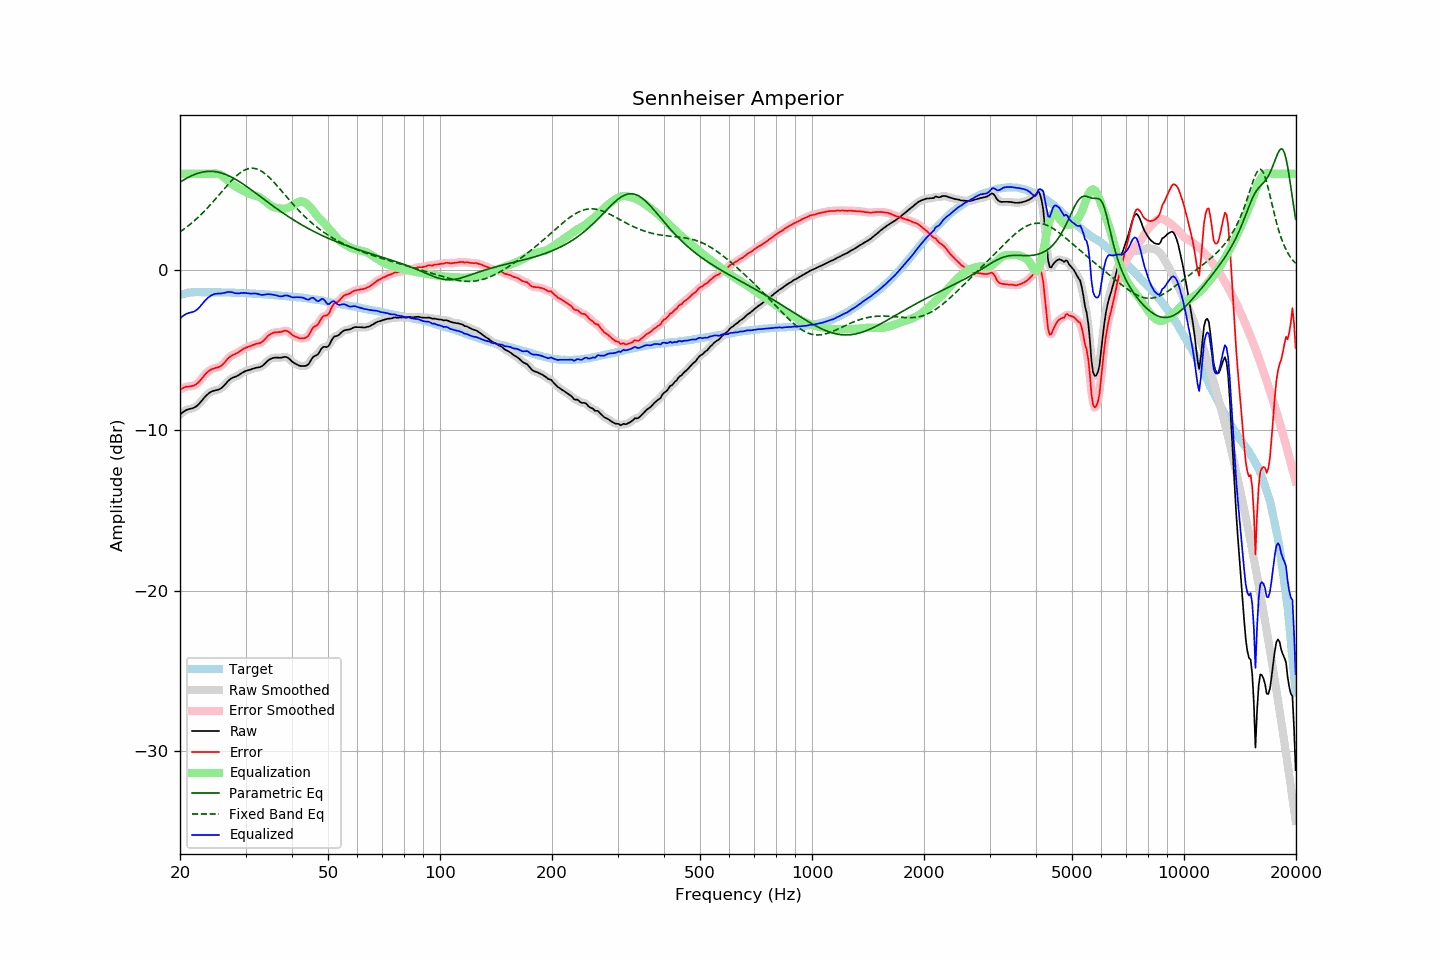 Sennheiser Amperior
Amplitude (dBr)
0
−10
−20
−30
Target
Raw Smoothed
Error Smoothed
Raw
Error
Equalization
Parametric Eq
Fixed Band Eq
Equalized
20 50 100 200 500 1000 2000 5000 10000 20000
Frequency (Hz)